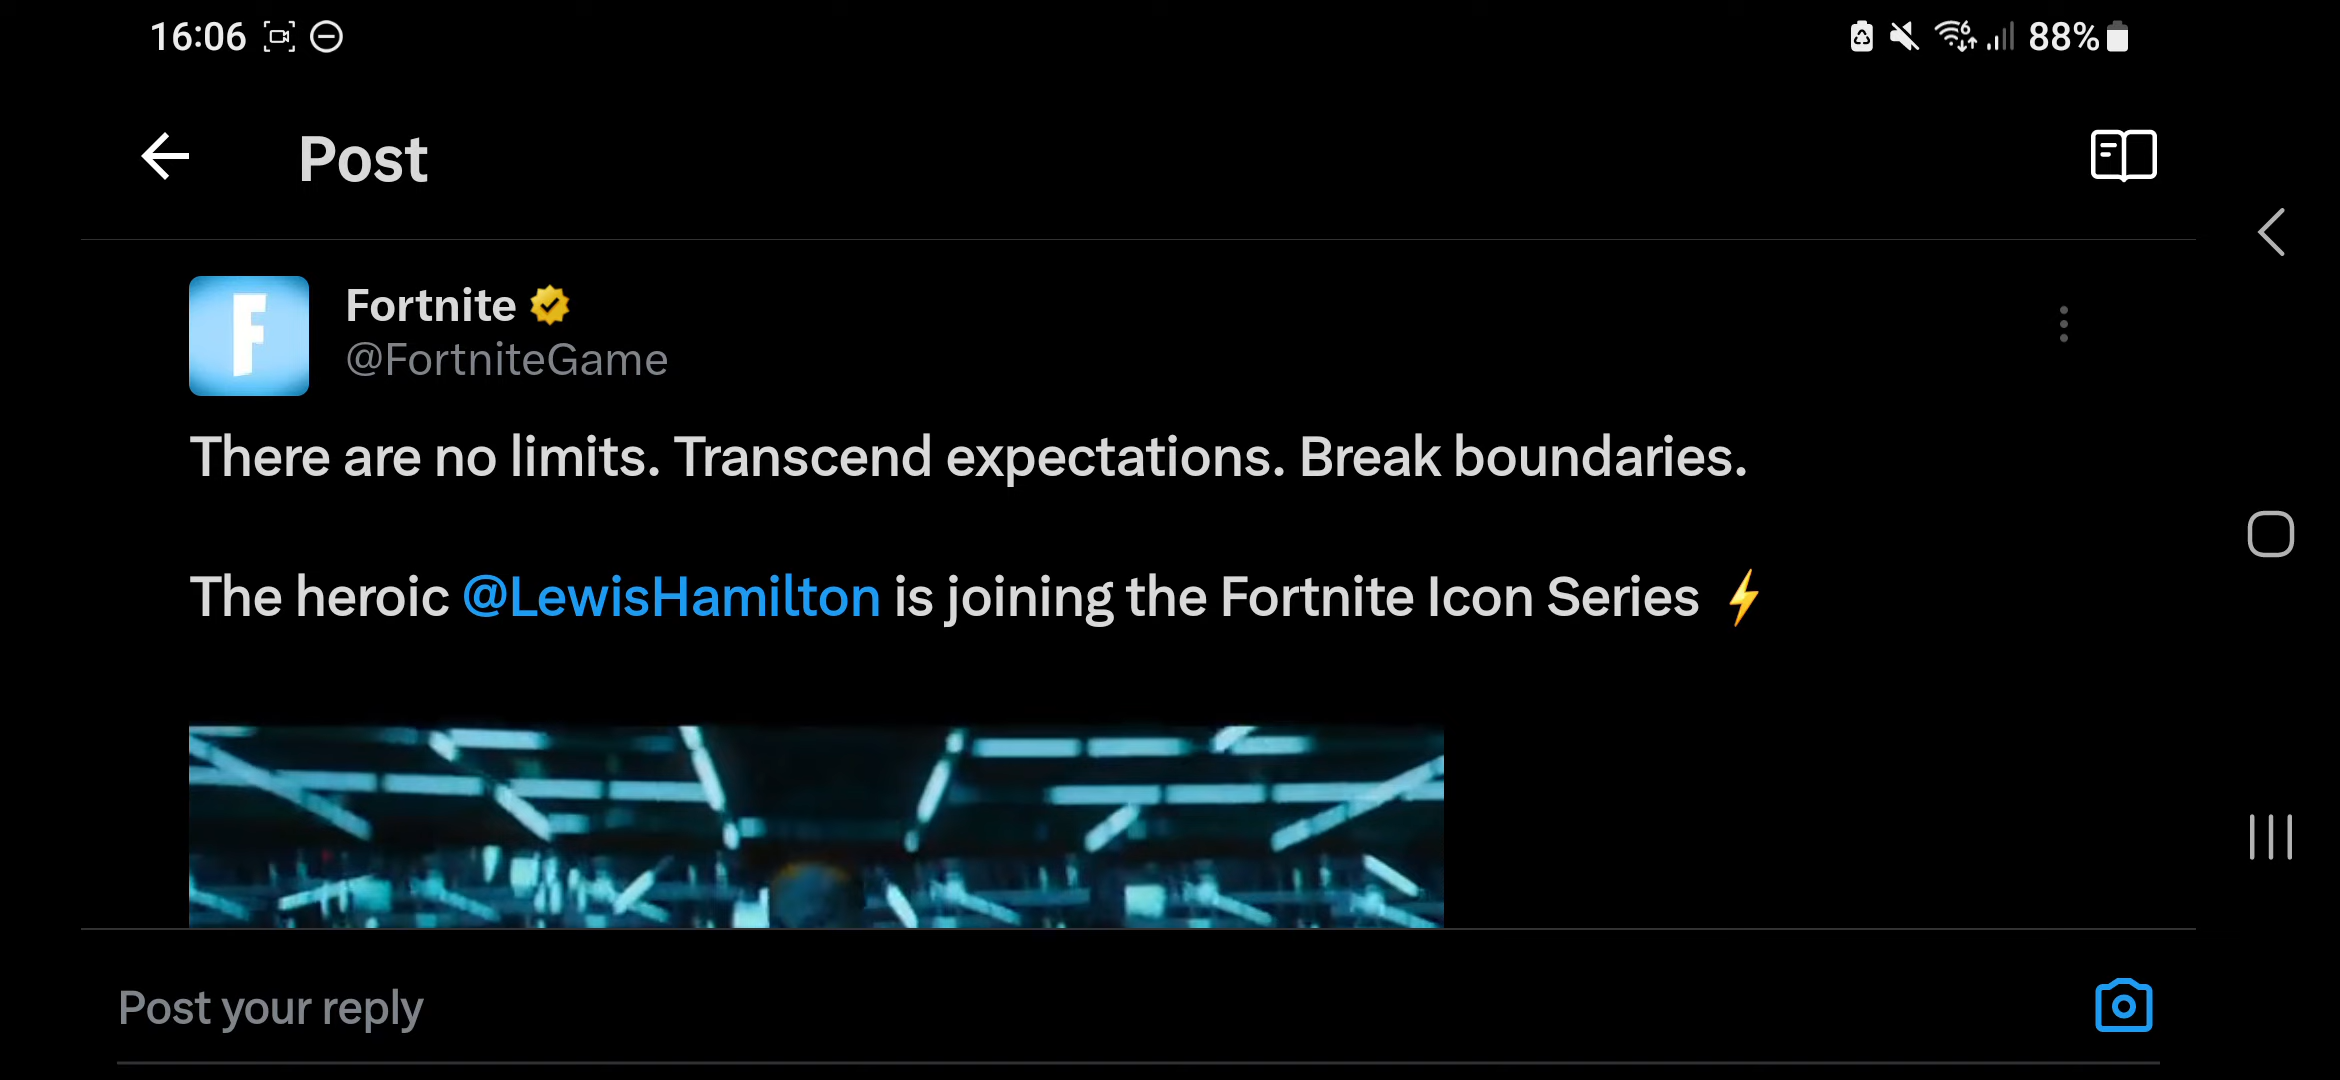 16:06
6 88%
Post
F
Fortnite
@FortniteGame
There are no limits. Transcend expectations. Break boundaries.
The heroic @LewisHamilton is joining the Fortnite Icon Series ⚡
Post your reply